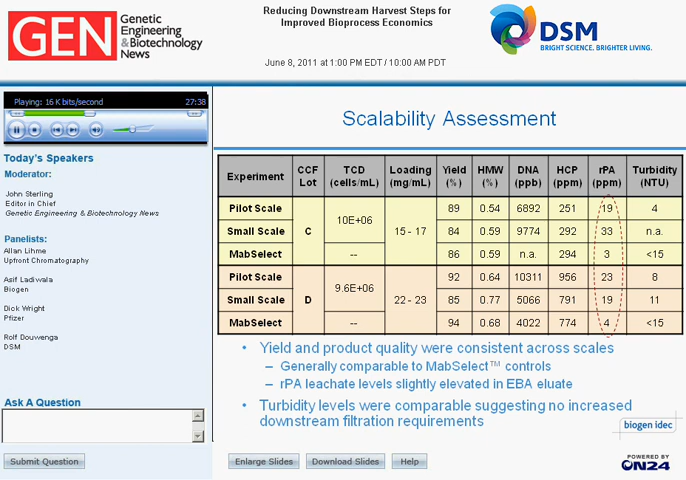 GEN Genetic
Engineering
& Biotechnology
News
Reducing Downstream Harvest Steps for
Improved Bioprocess Economics
June 8, 2011 at 1:00 PM EDT / 10:00 AM PDT
DSM
BRIGHT SCIENCE. BRIGHTER LIVING.
Playing: 16 K bits/second 27:38
Today's Speakers
Moderator:
John Sterling
Editor in Chief
Genetic Engineering & Biotechnology News
Panelists:
Allan Lihme
Upfront Chromatography
Asif Ladiwala
Biogen
Dick Wright
Pfizer
Rolf Douwenga
DSM
Ask A Question
Submit Question
Scalability Assessment
Experiment CCF Lot TCD (cells/mL) Loading (mg/mL) Yield (%) HMW (%) DNA (ppb) HCP (ppm) rPA (ppm) Turbidity (NTU)
Pilot Scale C 10E+06 15 - 17 89 0.54 6892 251 19 4
Small Scale 84 0.59 9774 292 33 n.a.
MabSelect -- 86 0.59 n.a. 294 3 <15
Pilot Scale D 9.6E+06 22 - 23 92 0.64 10311 956 23 8
Small Scale 85 0.77 5066 791 19 11
MabSelect -- 94 0.68 4022 774 4 <15
• Yield and product quality were consistent across scales
– Generally comparable to MabSelect™ controls
– rPA leachate levels slightly elevated in EBA eluate
• Turbidity levels were comparable suggesting no increased
downstream filtration requirements
biogen idec
Enlarge Slides Download Slides Help
POWERED BY
ON24